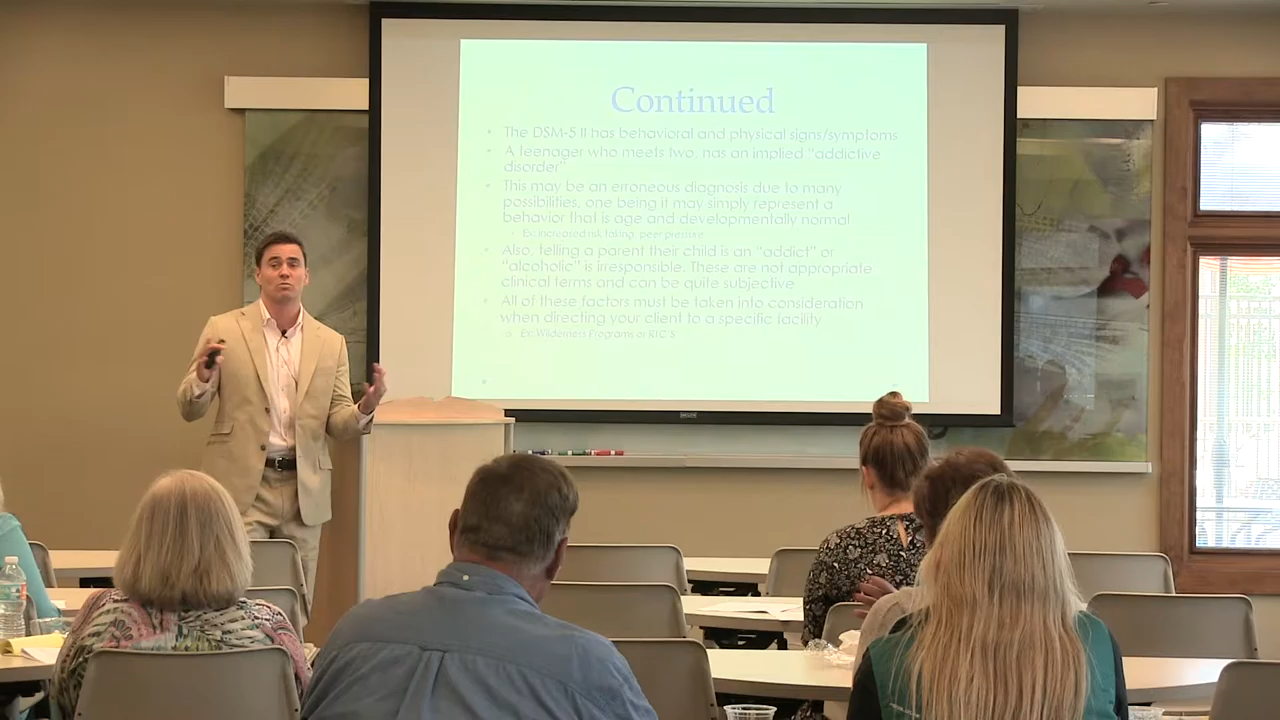 Continued
The DSM-5 II has behavioral and physical signs/symptoms
A teenager who meets two, has an implied "addictive
disorder"
This may be an erroneous diagnosis due to many
factors, one being it may simply represent a
behavior that is age and developmentally normal
Ex: increased risk taking, peer pressure
Also, telling a parent their child is an "addict" or
"alcoholic" is irresponsible. These are not appropriate
clinical terms and can be quite subjective
All of these factors must be taken into consideration
when directing your client to a specific facility
Ex: Wilderness Programs or RTC'S